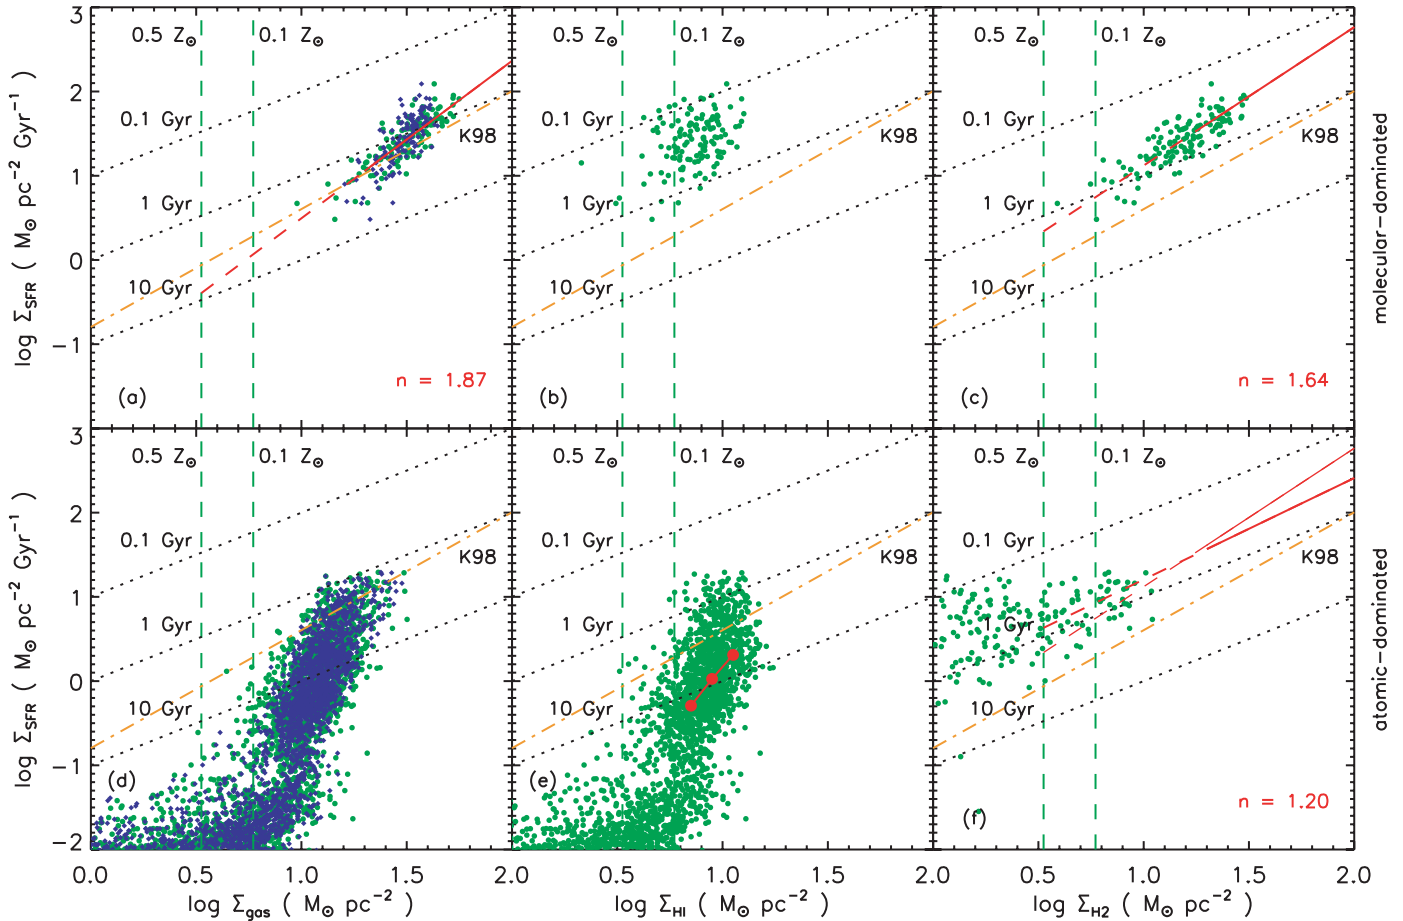 3
2
1
0
−1
log Σ_SFR ( M⊙ pc⁻² Gyr⁻¹ )
0.5 Z⊙
0.1 Z⊙
0.1 Gyr
1 Gyr
10 Gyr
K98
n = 1.87
(a)
0.5 Z⊙
0.1 Z⊙
0.1 Gyr
1 Gyr
10 Gyr
K98
(b)
0.5 Z⊙
0.1 Z⊙
0.1 Gyr
1 Gyr
10 Gyr
K98
n = 1.64
(c)
molecular−dominated
3
2
1
0
−1
−2
log Σ_SFR ( M⊙ pc⁻² Gyr⁻¹ )
0.5 Z⊙
0.1 Z⊙
0.1 Gyr
1 Gyr
10 Gyr
K98
(d)
0.5 Z⊙
0.1 Z⊙
0.1 Gyr
1 Gyr
10 Gyr
K98
(e)
0.5 Z⊙
0.1 Z⊙
0.1 Gyr
1 Gyr
10 Gyr
K98
n = 1.20
(f)
atomic−dominated
0.0 0.5 1.0 1.5 2.0 0.5 1.0 1.5 2.0 0.5 1.0 1.5 2.0
log Σ_gas ( M⊙ pc⁻² )
log Σ_HI ( M⊙ pc⁻² )
log Σ_H2 ( M⊙ pc⁻² )